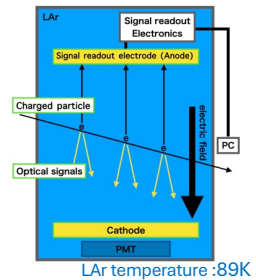 LAr
Signal readout
Electronics
Signal readout electrode (Anode)
Charged particle
electric field
e
e
e
PC
Optical signals
Cathode
PMT
LAr temperature :89K